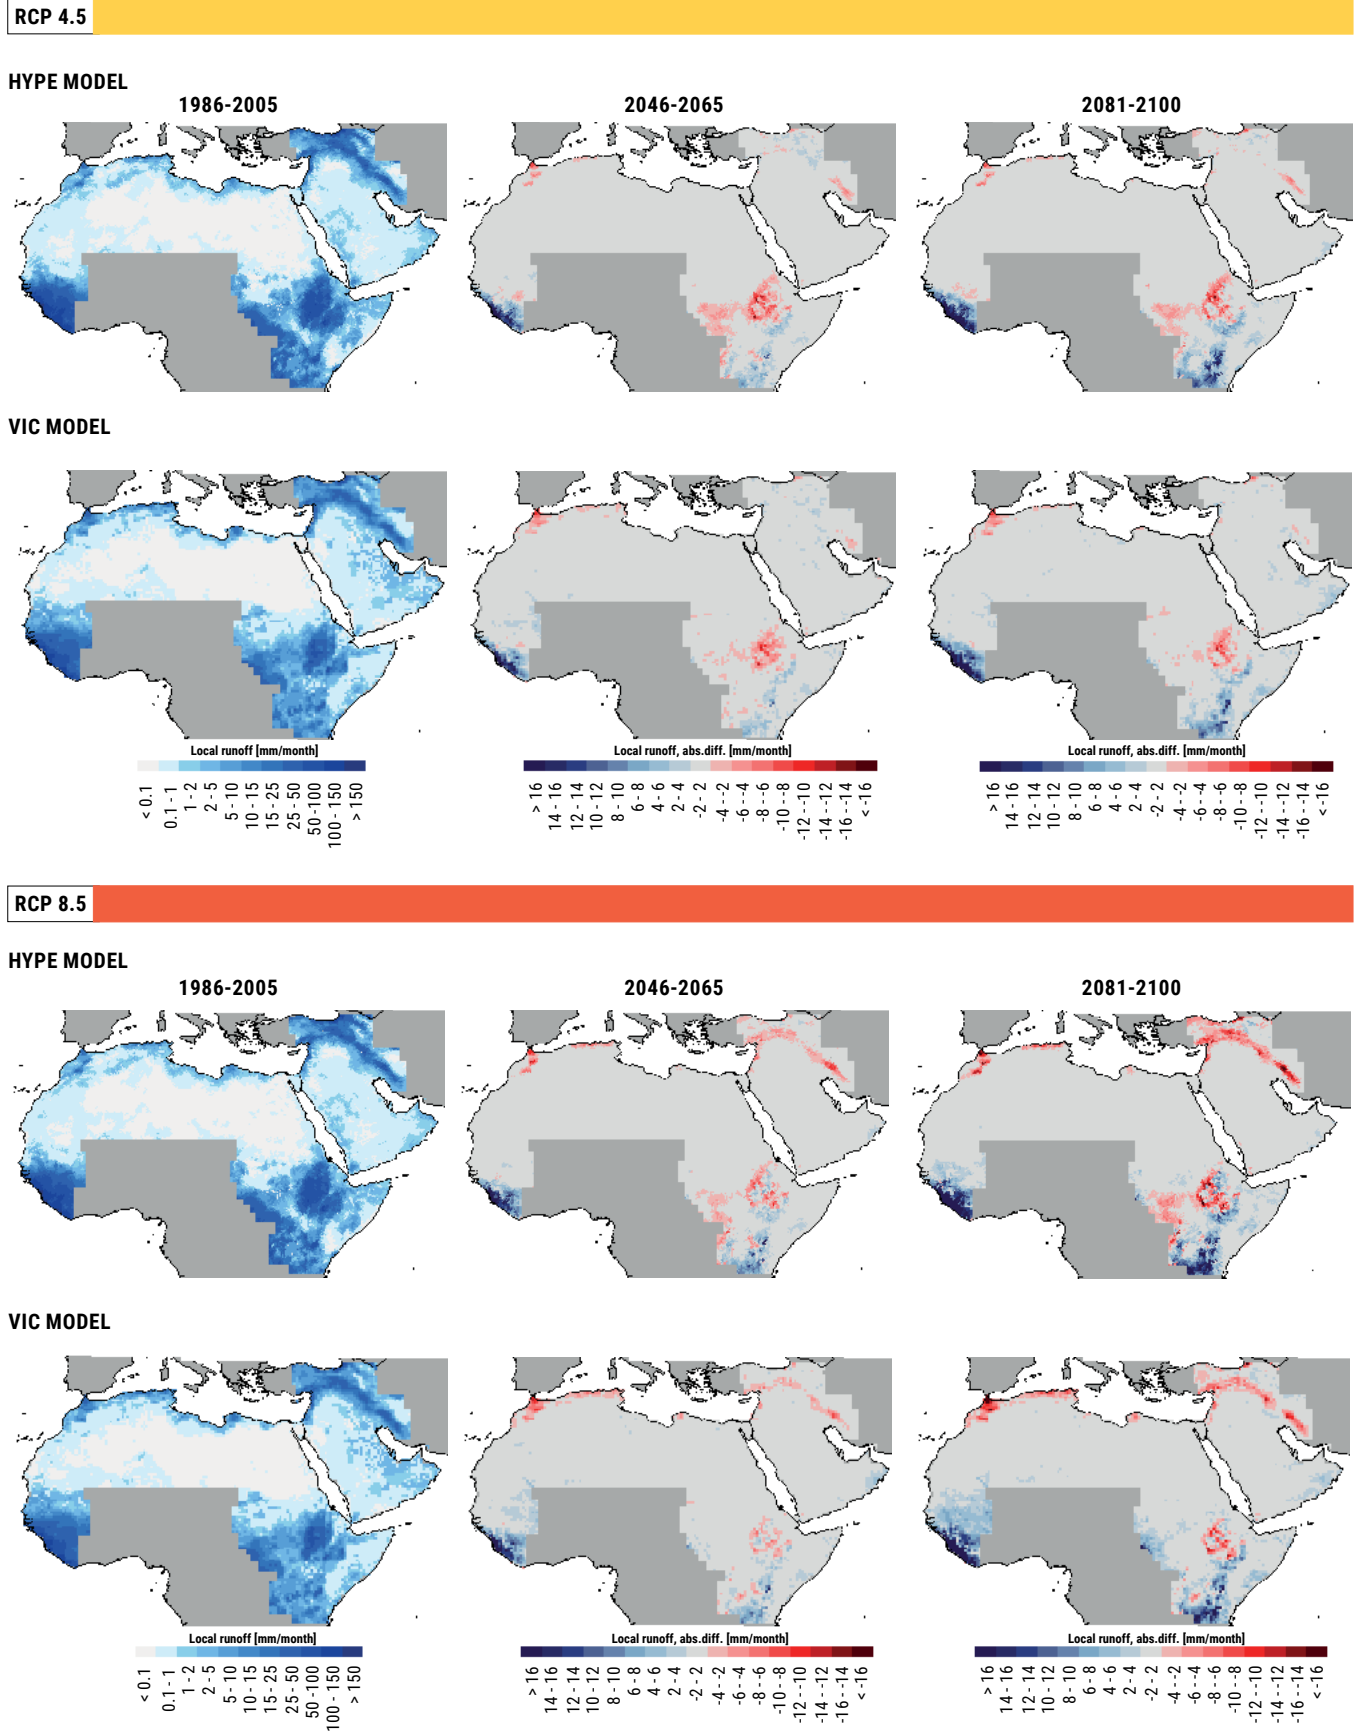 RCP 4.5
HYPE MODEL
1986-2005 2046-2065 2081-2100
VIC MODEL
Local runoff [mm/month] Local runoff, abs.diff. [mm/month] Local runoff, abs.diff. [mm/month]
< 0.1 0.1 - 1 1 - 2 2 - 5 5 - 10 10 - 15 15 - 25 25 - 50 50 -100 100 - 150 > 150
> 16 14 - 16 12 - 14 10 - 12 8 - 10 6 - 8 4 - 6 2 - 4 -2 - 2 -4 - -2 -6 - -4 -8 - -6 -10 - -8 -12 - -10 -14 - -12 -16 - -14 < -16
> 16 14 - 16 12 - 14 10 - 12 8 - 10 6 - 8 4 - 6 2 - 4 -2 - 2 -4 - -2 -6 - -4 -8 - -6 -10 - -8 -12 - -10 -14 - -12 -16 - -14 < -16
RCP 8.5
HYPE MODEL
1986-2005 2046-2065 2081-2100
VIC MODEL
Local runoff [mm/month] Local runoff, abs.diff. [mm/month] Local runoff, abs.diff. [mm/month]
< 0.1 0.1 - 1 1 - 2 2 - 5 5 - 10 10 - 15 15 - 25 25 - 50 50 -100 100 - 150 > 150
> 16 14 - 16 12 - 14 10 - 12 8 - 10 6 - 8 4 - 6 2 - 4 -2 - 2 -4 - -2 -6 - -4 -8 - -6 -10 - -8 -12 - -10 -14 - -12 -16 - -14 < -16
> 16 14 - 16 12 - 14 10 - 12 8 - 10 6 - 8 4 - 6 2 - 4 -2 - 2 -4 - -2 -6 - -4 -8 - -6 -10 - -8 -12 - -10 -14 - -12 -16 - -14 < -16